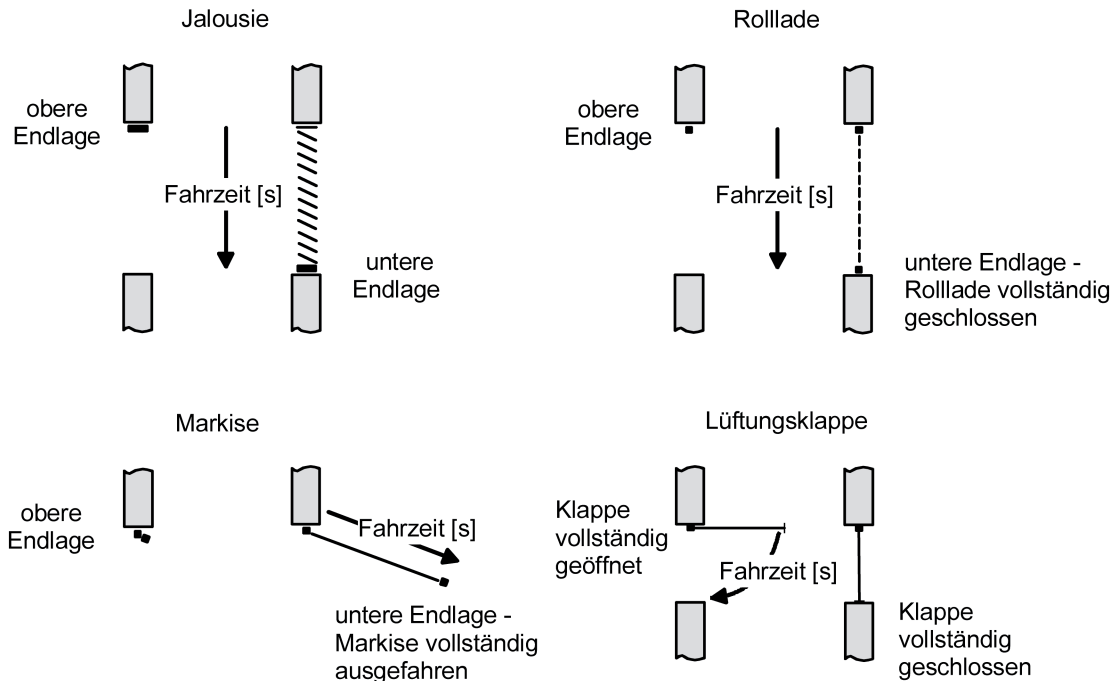 Jalousie
obere
Endlage
Fahrzeit [s]
untere
Endlage
Rolllade
obere
Endlage
Fahrzeit [s]
untere Endlage -
Rolllade vollständig
geschlossen
Markise
obere
Endlage
Fahrzeit [s]
untere Endlage -
Markise vollständig
ausgefahren
Lüftungsklappe
Klappe
vollständig
geöffnet
Fahrzeit [s]
Klappe
vollständig
geschlossen